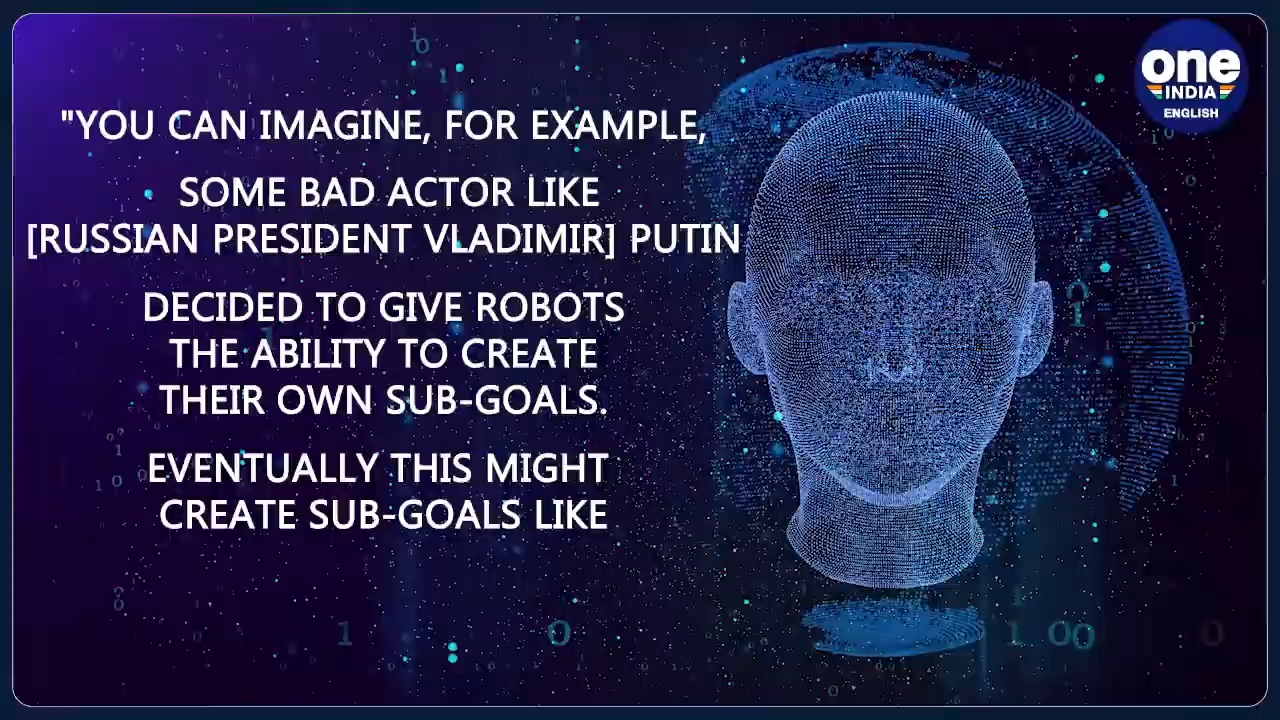 one
INDIA
ENGLISH
"YOU CAN IMAGINE, FOR EXAMPLE,
SOME BAD ACTOR LIKE
[RUSSIAN PRESIDENT VLADIMIR] PUTIN
DECIDED TO GIVE ROBOTS
THE ABILITY TO CREATE
THEIR OWN SUB-GOALS.
EVENTUALLY THIS MIGHT
CREATE SUB-GOALS LIKE